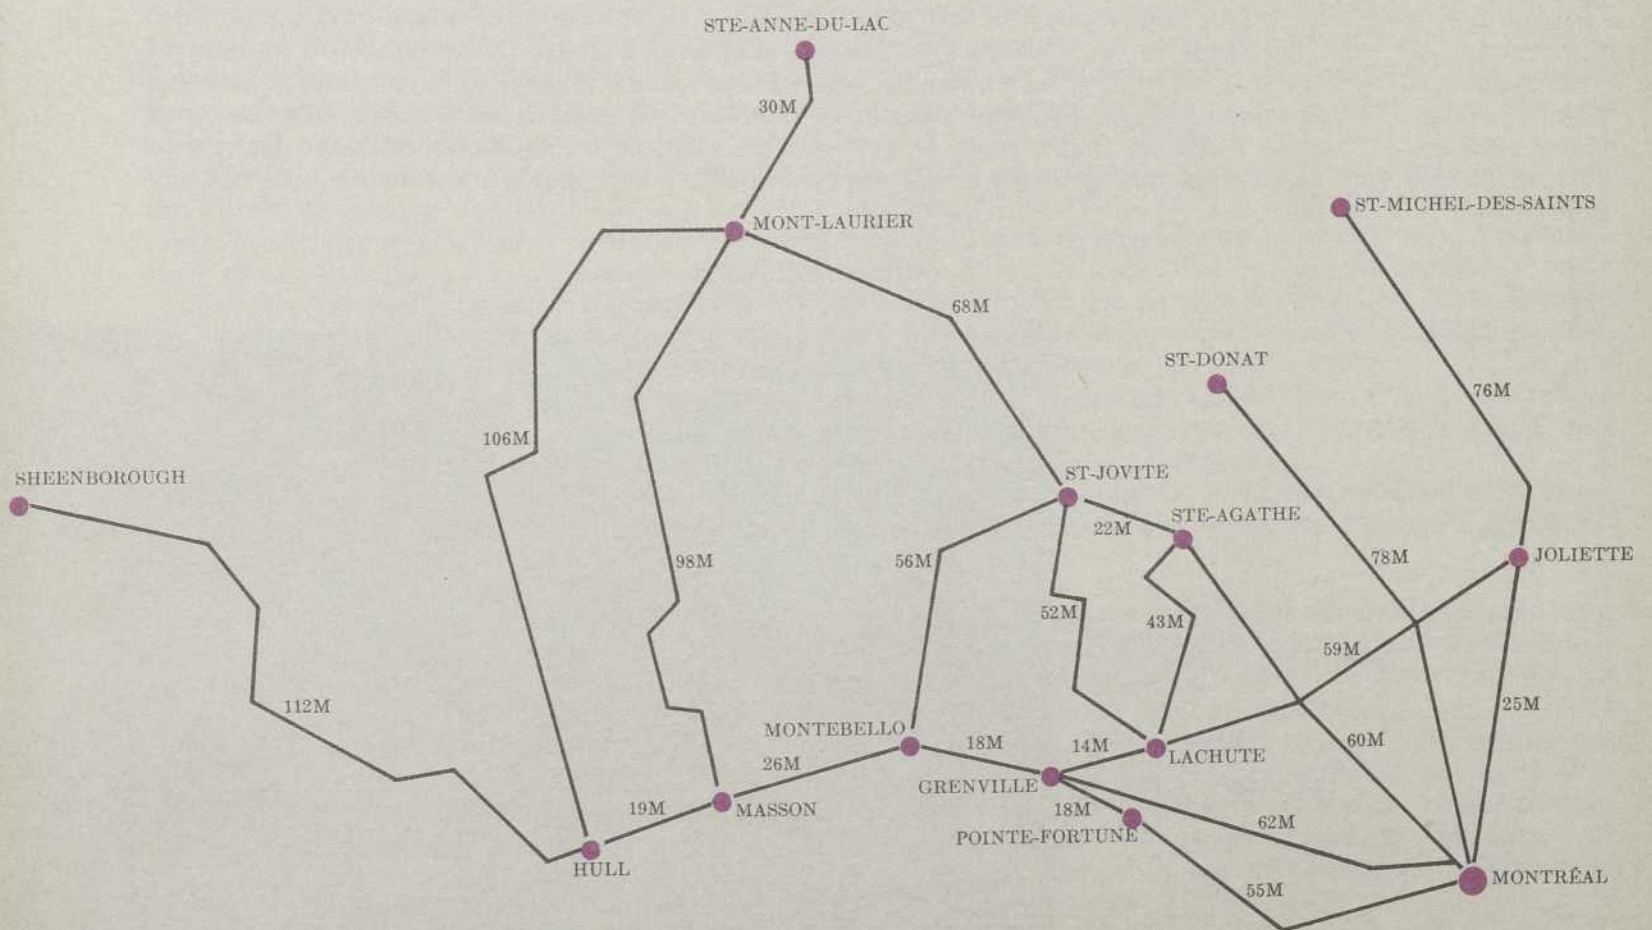 STE-ANNE-DU-LAC
30M
ST-MICHEL-DES-SAINTS
MONT-LAURIER
68M
ST-DONAT
76M
106M
SHEENBOROUGH
ST-JOVITE
STE-AGATHE
22M
JOLIETTE
98M
56M
78M
52M
43M
59M
112M
25M
MONTEBELLO
18M
14M
60M
LACHUTE
26M
GRENVILLE
19M
MASSON
18M
62M
POINTE-FORTUNE
HULL
MONTRÉAL
55M